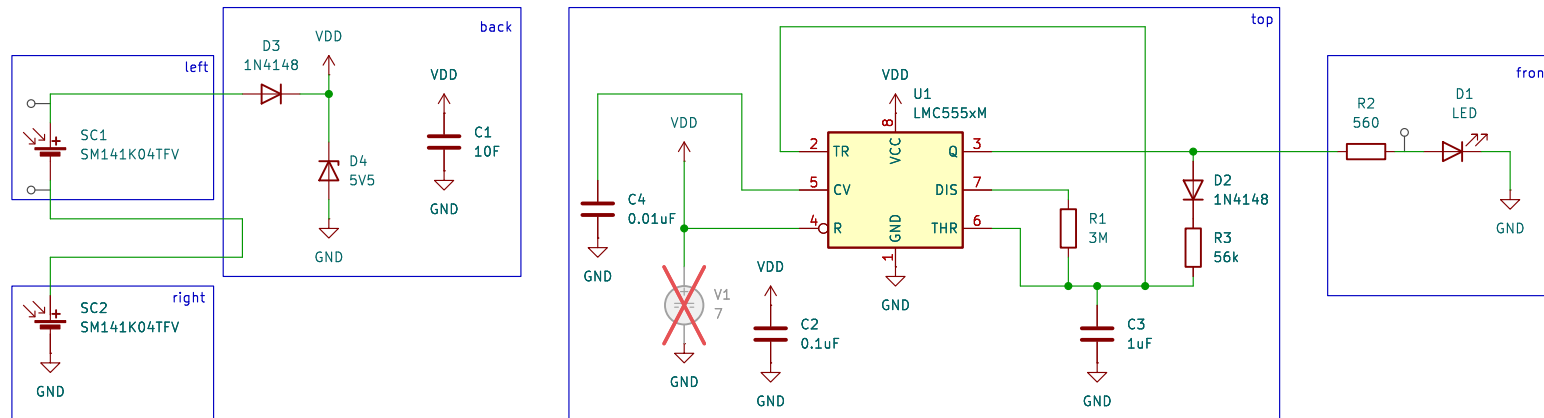 left
SC1
SM141K04TFV
right
SC2
SM141K04TFV
GND
back
D3
1N4148
VDD
D4
5V5
GND
VDD
C1
10F
GND
top
VDD
U1
LMC555xM
8
VCC
2
TR
Q
3
5
CV
DIS
7
4
R
THR
6
GND
1
GND
C4
0.01uF
GND
VDD
V1
7
GND
VDD
C2
0.1uF
GND
R1
3M
C3
1uF
GND
D2
1N4148
R3
56k
fron
R2
560
D1
LED
GND